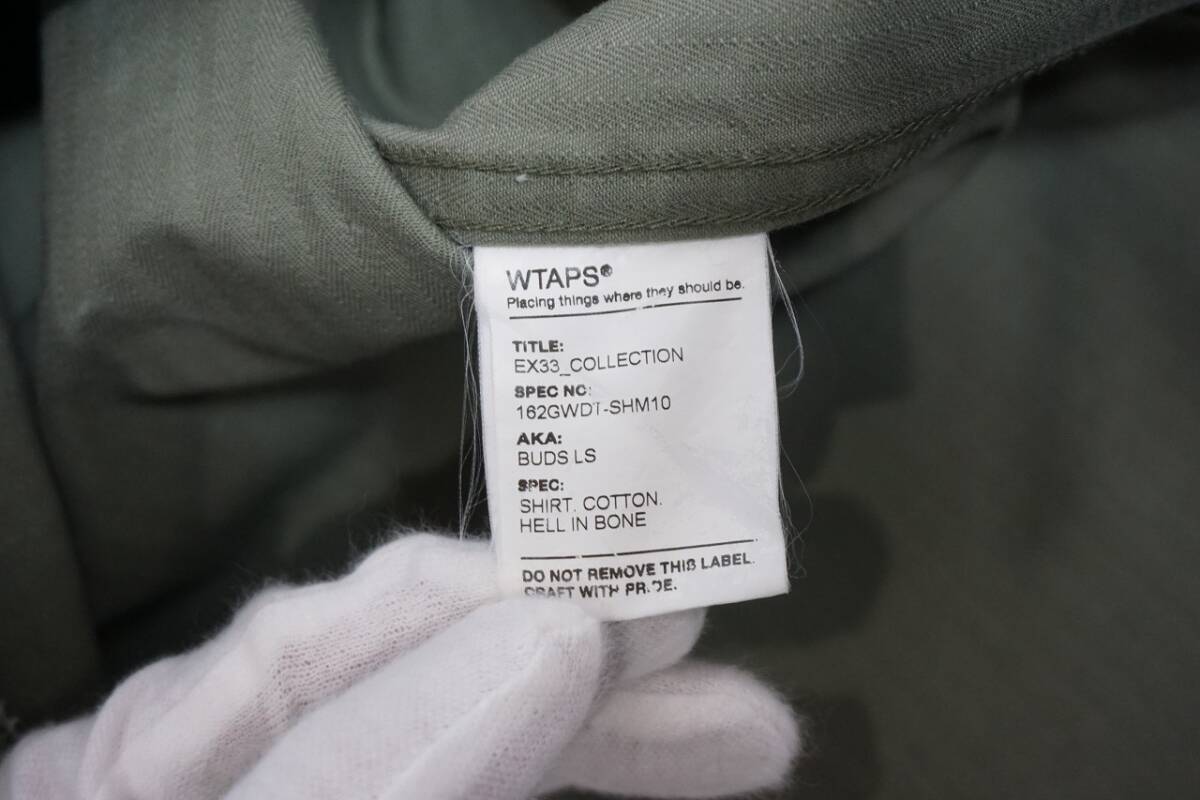 WTAPS®
Placing things where they should be.
TITLE:
EX33_COLLECTION
SPEC NO:
162GWDT-SHM10
AKA:
BUDS LS
SPEC:
SHIRT. COTTON.
HELL IN BONE
DO NOT REMOVE THIS LABEL.
CRAFT WITH PRIDE.